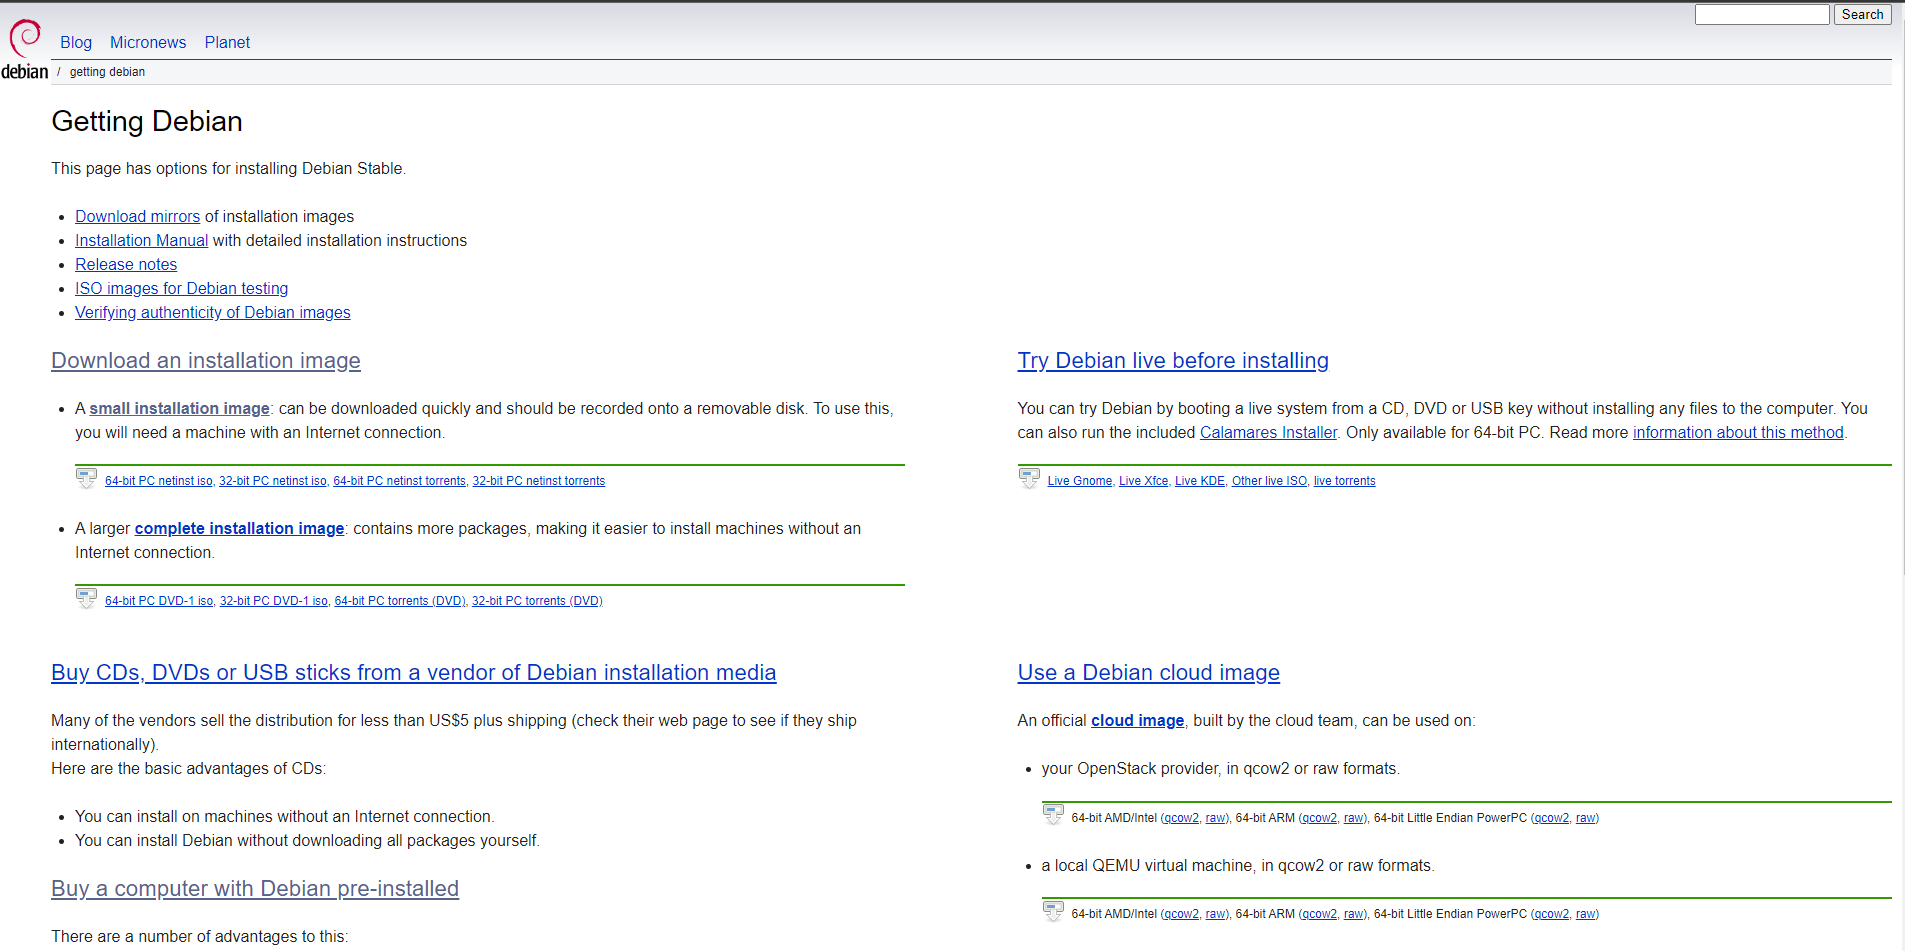 Search
Blog Micronews Planet
debian / getting debian
Getting Debian
This page has options for installing Debian Stable.
• Download mirrors of installation images
• Installation Manual with detailed installation instructions
• Release notes
• ISO images for Debian testing
• Verifying authenticity of Debian images
Download an installation image
• A small installation image: can be downloaded quickly and should be recorded onto a removable disk. To use this,
you will need a machine with an Internet connection.
64-bit PC netinst iso, 32-bit PC netinst iso, 64-bit PC netinst torrents, 32-bit PC netinst torrents
• A larger complete installation image: contains more packages, making it easier to install machines without an
Internet connection.
64-bit PC DVD-1 iso, 32-bit PC DVD-1 iso, 64-bit PC torrents (DVD), 32-bit PC torrents (DVD)
Try Debian live before installing
You can try Debian by booting a live system from a CD, DVD or USB key without installing any files to the computer. You
can also run the included Calamares Installer. Only available for 64-bit PC. Read more information about this method.
Live Gnome, Live Xfce, Live KDE, Other live ISO, live torrents
Buy CDs, DVDs or USB sticks from a vendor of Debian installation media
Many of the vendors sell the distribution for less than US$5 plus shipping (check their web page to see if they ship
internationally).
Here are the basic advantages of CDs:
• You can install on machines without an Internet connection.
• You can install Debian without downloading all packages yourself.
Buy a computer with Debian pre-installed
There are a number of advantages to this:
Use a Debian cloud image
An official cloud image, built by the cloud team, can be used on:
• your OpenStack provider, in qcow2 or raw formats.
64-bit AMD/Intel (qcow2, raw), 64-bit ARM (qcow2, raw), 64-bit Little Endian PowerPC (qcow2, raw)
• a local QEMU virtual machine, in qcow2 or raw formats.
64-bit AMD/Intel (qcow2, raw), 64-bit ARM (qcow2, raw), 64-bit Little Endian PowerPC (qcow2, raw)